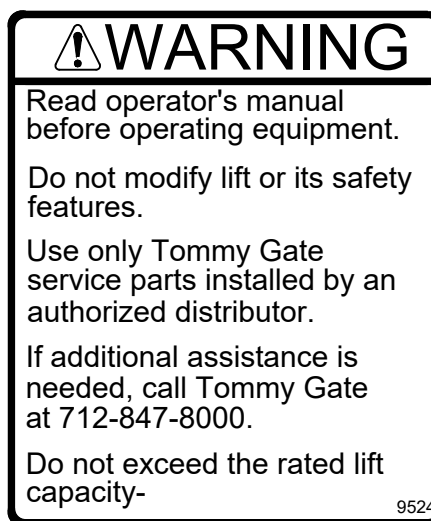 WARNING
Read operator's manual
before operating equipment.
Do not modify lift or its safety
features.
Use only Tommy Gate
service parts installed by an
authorized distributor.
If additional assistance is
needed, call Tommy Gate
at 712-847-8000.
Do not exceed the rated lift
capacity-